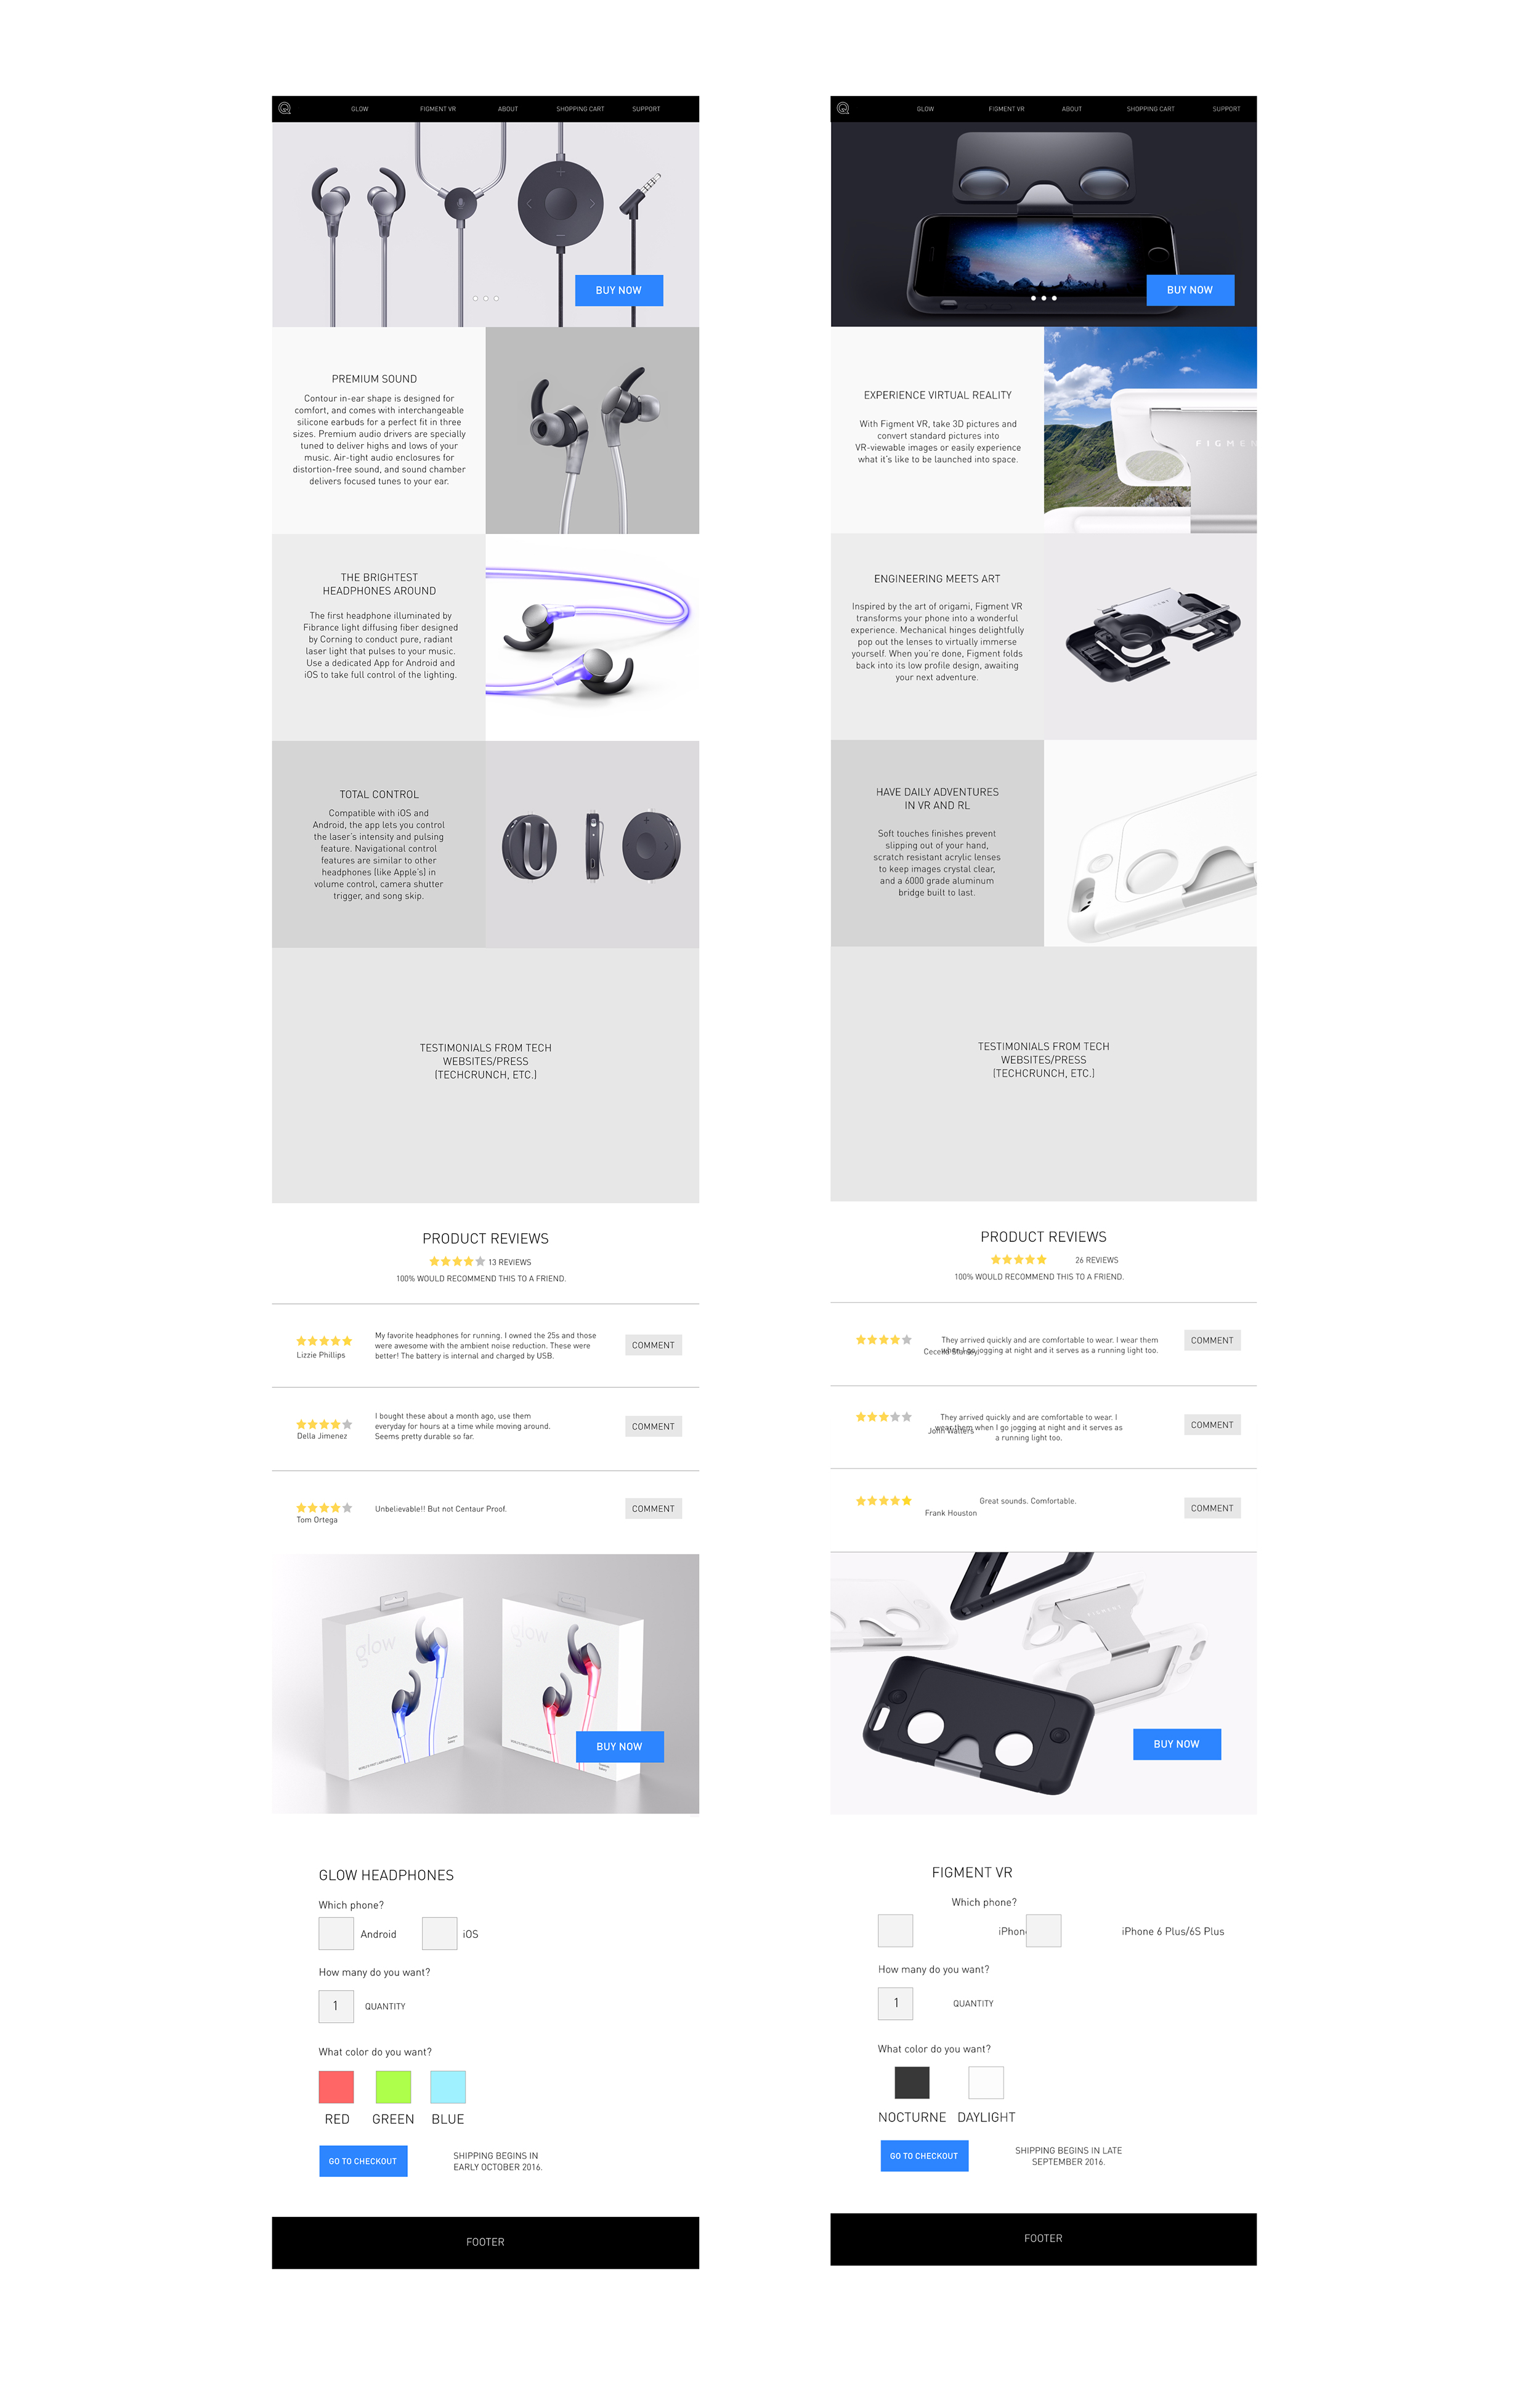 GLOW
FIGMENT VR
ABOUT
SHOPPING CART
SUPPORT
BUY NOW
PREMIUM SOUND
Contour in-ear shape is designed for
comfort, and comes with interchangeable
silicone earbuds for a perfect fit in three
sizes. Premium audio drivers are specially
tuned to deliver highs and lows of your
music. Air-tight audio enclosures for
distortion-free sound, and sound chamber
delivers focused tunes to your ear.
THE BRIGHTEST
HEADPHONES AROUND
The first headphone illuminated by
Fibrance light diffusing fiber designed
by Corning to conduct pure, radiant
laser light that pulses to your music.
Use a dedicated App for Android and
iOS to take full control of the lighting.
TOTAL CONTROL
Compatible with iOS and
Android, the app lets you control
the laser's intensity and pulsing
feature. Navigational control
features are similar to other
headphones (like Apple's) in
volume control, camera shutter
trigger, and song skip.
TESTIMONIALS FROM TECH
WEBSITES/PRESS
(TECHCRUNCH, ETC.)
PRODUCT REVIEWS
13 REVIEWS
100% WOULD RECOMMEND THIS TO A FRIEND.
My favorite headphones for running. I owned the 25s and those
were awesome with the ambient noise reduction. These were
better! The battery is internal and charged by USB.
Lizzie Phillips
COMMENT
I bought these about a month ago, use them
everyday for hours at a time while moving around.
Seems pretty durable so far.
Della Jimenez
COMMENT
Unbelievable!! But not Centaur Proof.
Tom Ortega
COMMENT
glow
glow
BUY NOW
GLOW HEADPHONES
Which phone?
Android
iOS
How many do you want?
1
QUANTITY
What color do you want?
RED
GREEN
BLUE
GO TO CHECKOUT
SHIPPING BEGINS IN
EARLY OCTOBER 2016.
FOOTER
GLOW
FIGMENT VR
ABOUT
SHOPPING CART
SUPPORT
BUY NOW
EXPERIENCE VIRTUAL REALITY
With Figment VR, take 3D pictures and
convert standard pictures into
VR-viewable images or easily experience
what it's like to be launched into space.
FIGMEN
ENGINEERING MEETS ART
Inspired by the art of origami, Figment VR
transforms your phone into a wonderful
experience. Mechanical hinges delightfully
pop out the lenses to virtually immerse
yourself. When you're done, Figment folds
back into its low profile design, awaiting
your next adventure.
HAVE DAILY ADVENTURES
IN VR AND RL
Soft touches finishes prevent
slipping out of your hand,
scratch resistant acrylic lenses
to keep images crystal clear,
and a 6000 grade aluminum
bridge built to last.
TESTIMONIALS FROM TECH
WEBSITES/PRESS
(TECHCRUNCH, ETC.)
PRODUCT REVIEWS
26 REVIEWS
100% WOULD RECOMMEND THIS TO A FRIEND.
They arrived quickly and are comfortable to wear. I wear them
when I go jogging at night and it serves as a running light too.
COMMENT
They arrived quickly and are comfortable to wear. I
wear them when I go jogging at night and it serves as
a running light too.
John Walters
COMMENT
Great sounds. Comfortable.
Frank Houston
COMMENT
FIGMENT
BUY NOW
FIGMENT VR
Which phone?
iPhon
iPhone 6 Plus/6S Plus
How many do you want?
1
QUANTITY
What color do you want?
NOCTURNE
DAYLIGHT
GO TO CHECKOUT
SHIPPING BEGINS IN LATE
SEPTEMBER 2016.
FOOTER